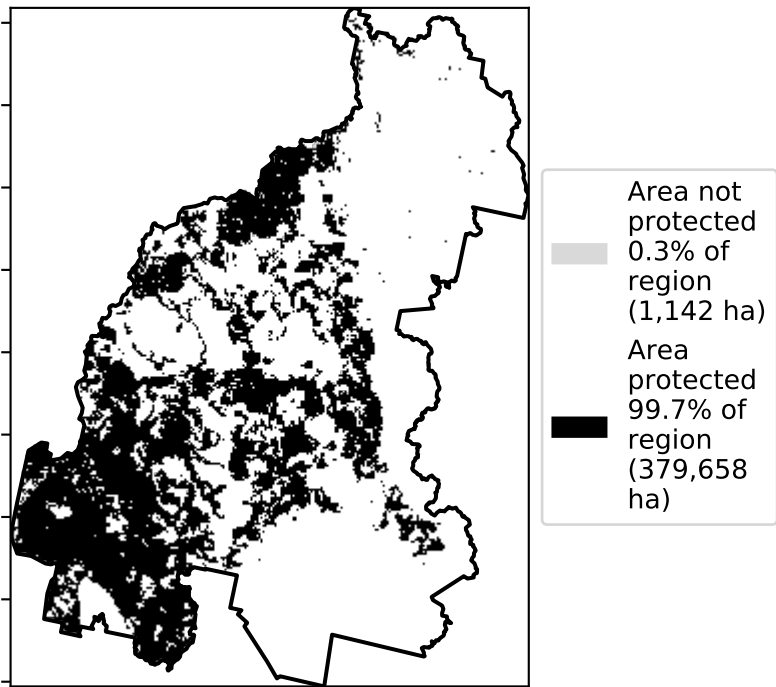 Area not
protected
0.3% of
region
(1,142 ha)
Area
protected
99.7% of
region
(379,658
ha)